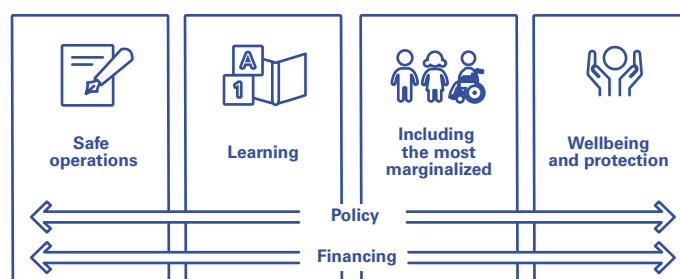 A
1
Safe
operations
Learning
Including
the most
marginalized
Wellbeing
and protection
Policy
Financing